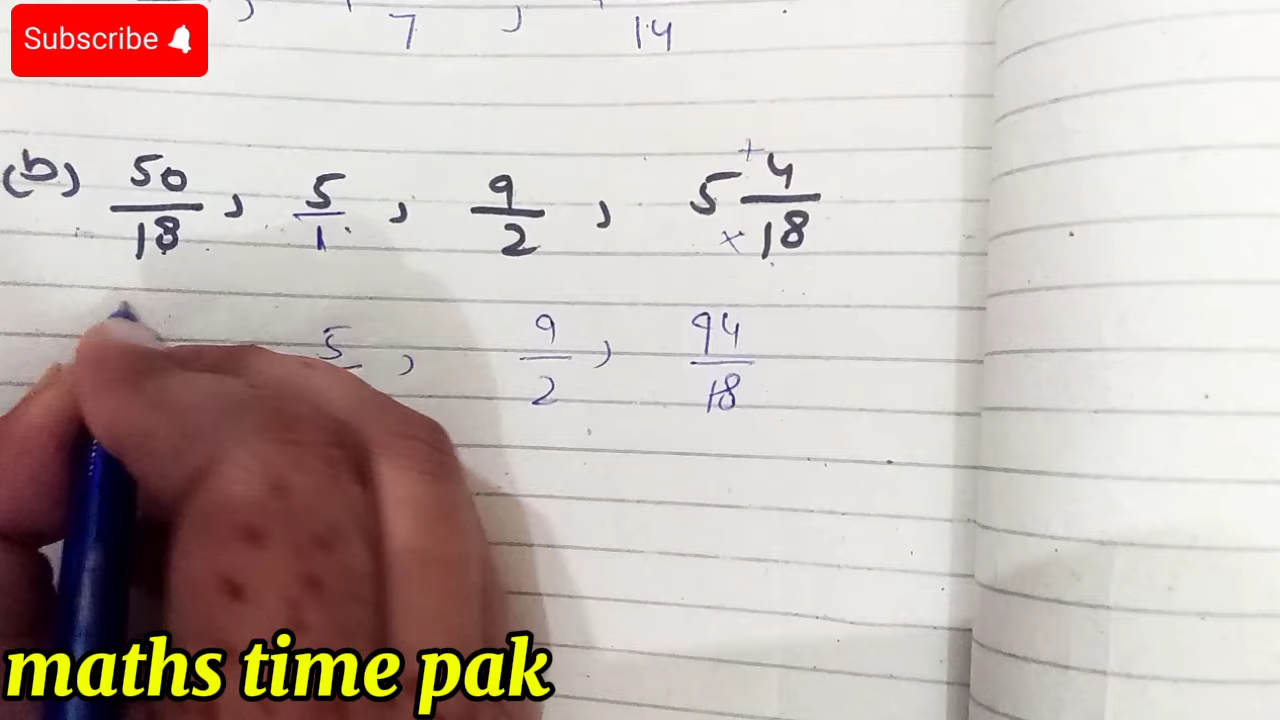 Subscribe
7 , 14
(b) 50/18 , 5/1 , 9/2 , 5 + 4/18 ×
5 , 9/2 , 94/18
maths time pak